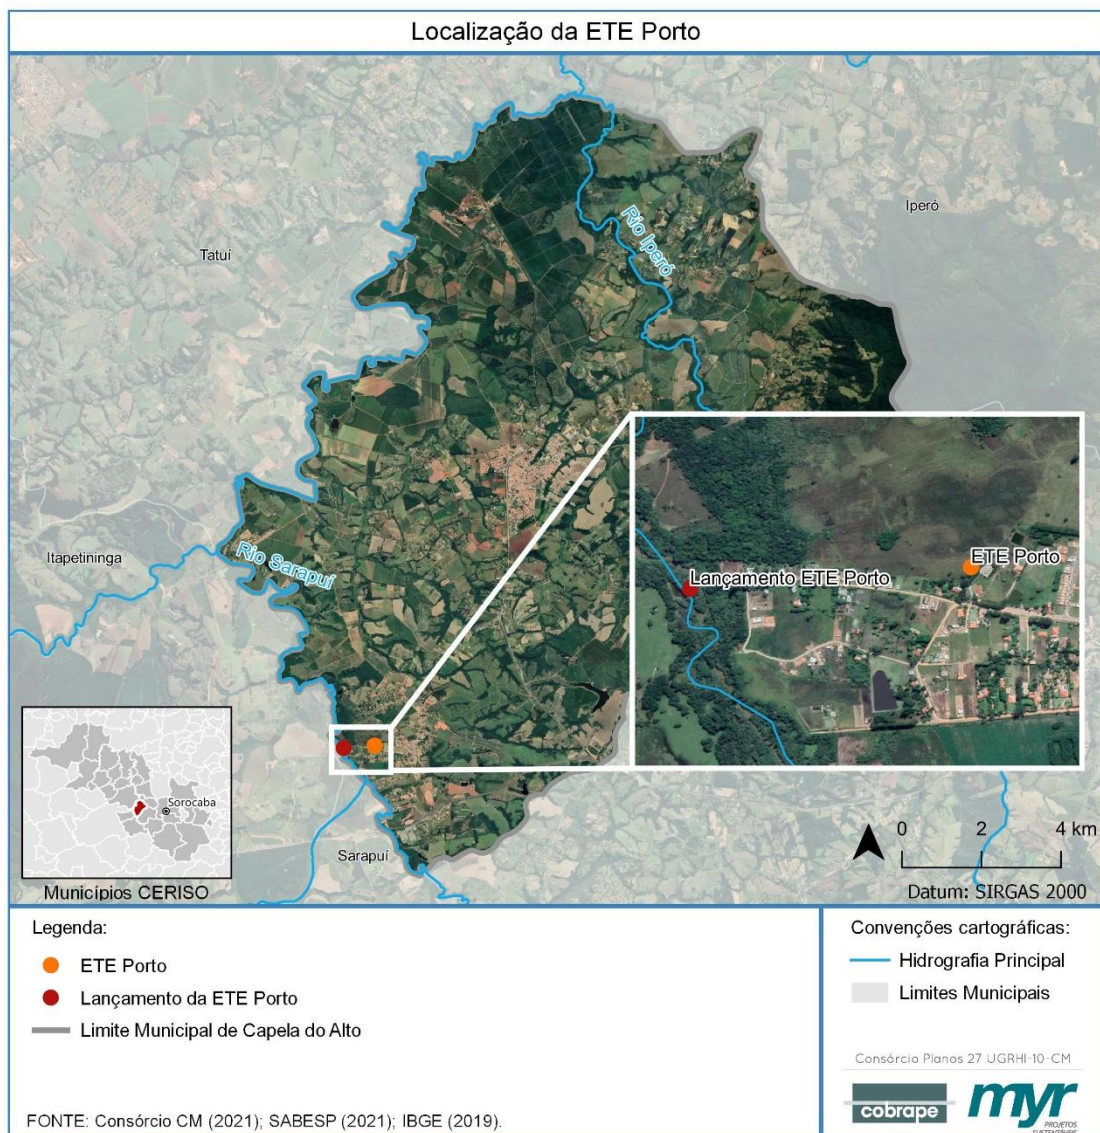 Localização da ETE Porto
Iperó
Rio Iperó
Tatuí
ETE Porto
Itapetininga
Rio Sarapuí
Lançamento ETE Porto
Sorocaba
Sarapuí
0 2 4 km
Municípios CERISO
Datum: SIRGAS 2000
Legenda:
ETE Porto
Lançamento da ETE Porto
Limite Municipal de Capela do Alto
FONTE: Consórcio CM (2021); SABESP (2021); IBGE (2019).
Convenções cartográficas:
Hidrografia Principal
Limites Municipais
Consórcio Planos 27 UGRHI-10-CM
cobrape
myr
PROJETOS
SUSTENTÁVEIS